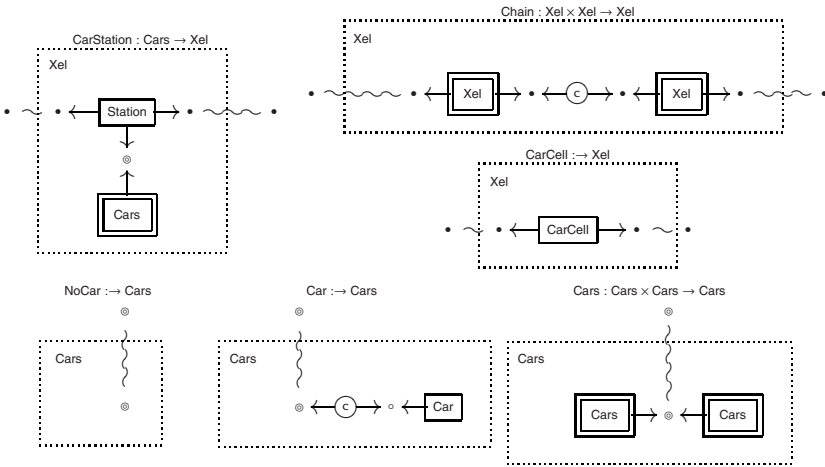 CarStation : Cars → Xel
Xel
Station
Cars
Chain : Xel × Xel → Xel
Xel
Xel
c
Xel
CarCell :→ Xel
Xel
CarCell
NoCar :→ Cars
Cars
Car :→ Cars
Cars
c
Car
Cars : Cars × Cars → Cars
Cars
Cars
Cars